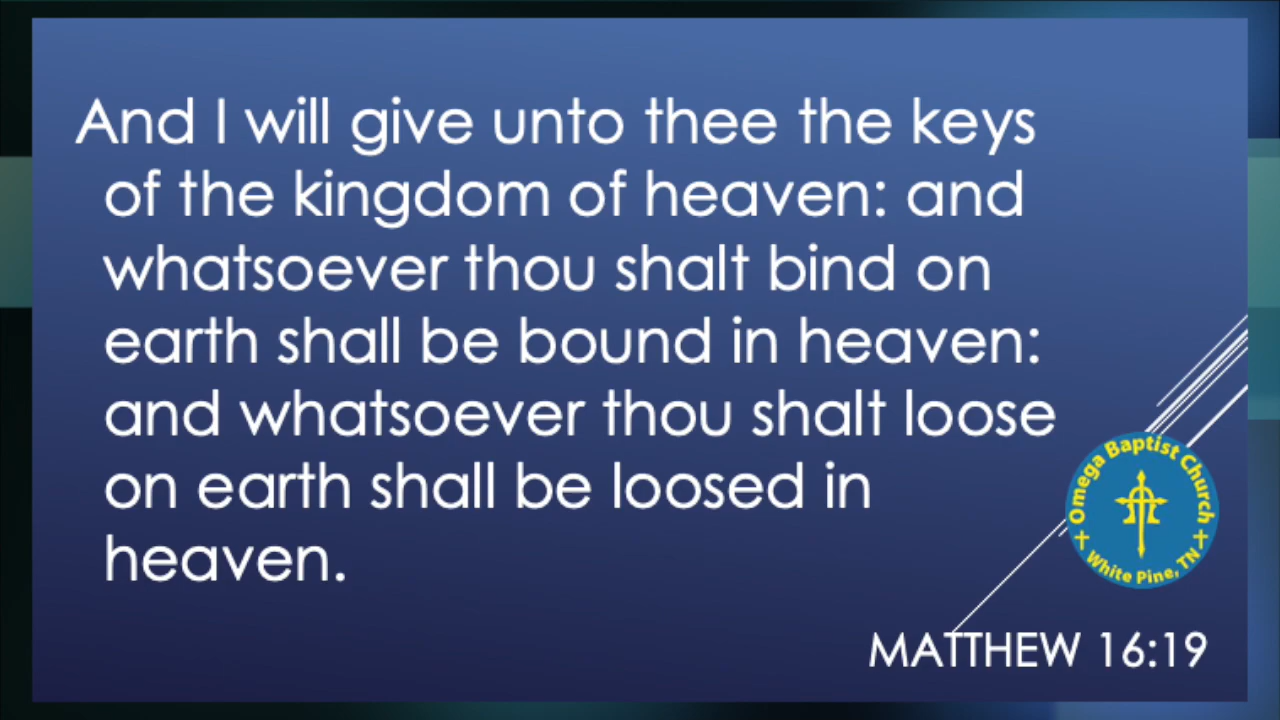 And I will give unto thee the keys
of the kingdom of heaven: and
whatsoever thou shalt bind on
earth shall be bound in heaven:
and whatsoever thou shalt loose
on earth shall be loosed in
heaven.
Omega Baptist Church
White Pine, TN
MATTHEW 16:19